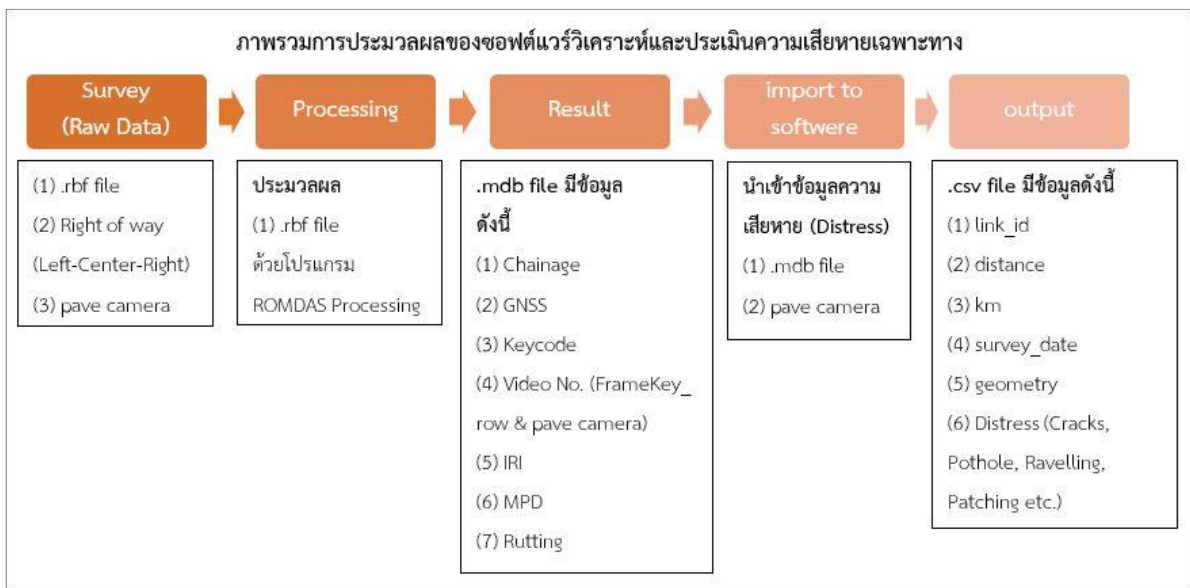 ภาพรวมการประมวลผลของซอฟต์แวร์วิเคราะห์และประเมินความเสียหายเฉพาะทาง
Survey
(Raw Data)
(1) .rbf file
(2) Right of way
(Left-Center-Right)
(3) pave camera
Processing
ประมวลผล
(1) .rbf file
ด้วยโปรแกรม
ROMDAS Processing
Result
.mdb file มีข้อมูล
ดังนี้
(1) Chainage
(2) GNSS
(3) Keycode
(4) Video No. (FrameKey_
row & pave camera)
(5) IRI
(6) MPD
(7) Rutting
import to
softwere
นำเข้าข้อมูลความ
เสียหาย (Distress)
(1) .mdb file
(2) pave camera
output
.csv file มีข้อมูลดังนี้
(1) link_id
(2) distance
(3) km
(4) survey_date
(5) geometry
(6) Distress (Cracks,
Pothole, Ravelling,
Patching etc.)